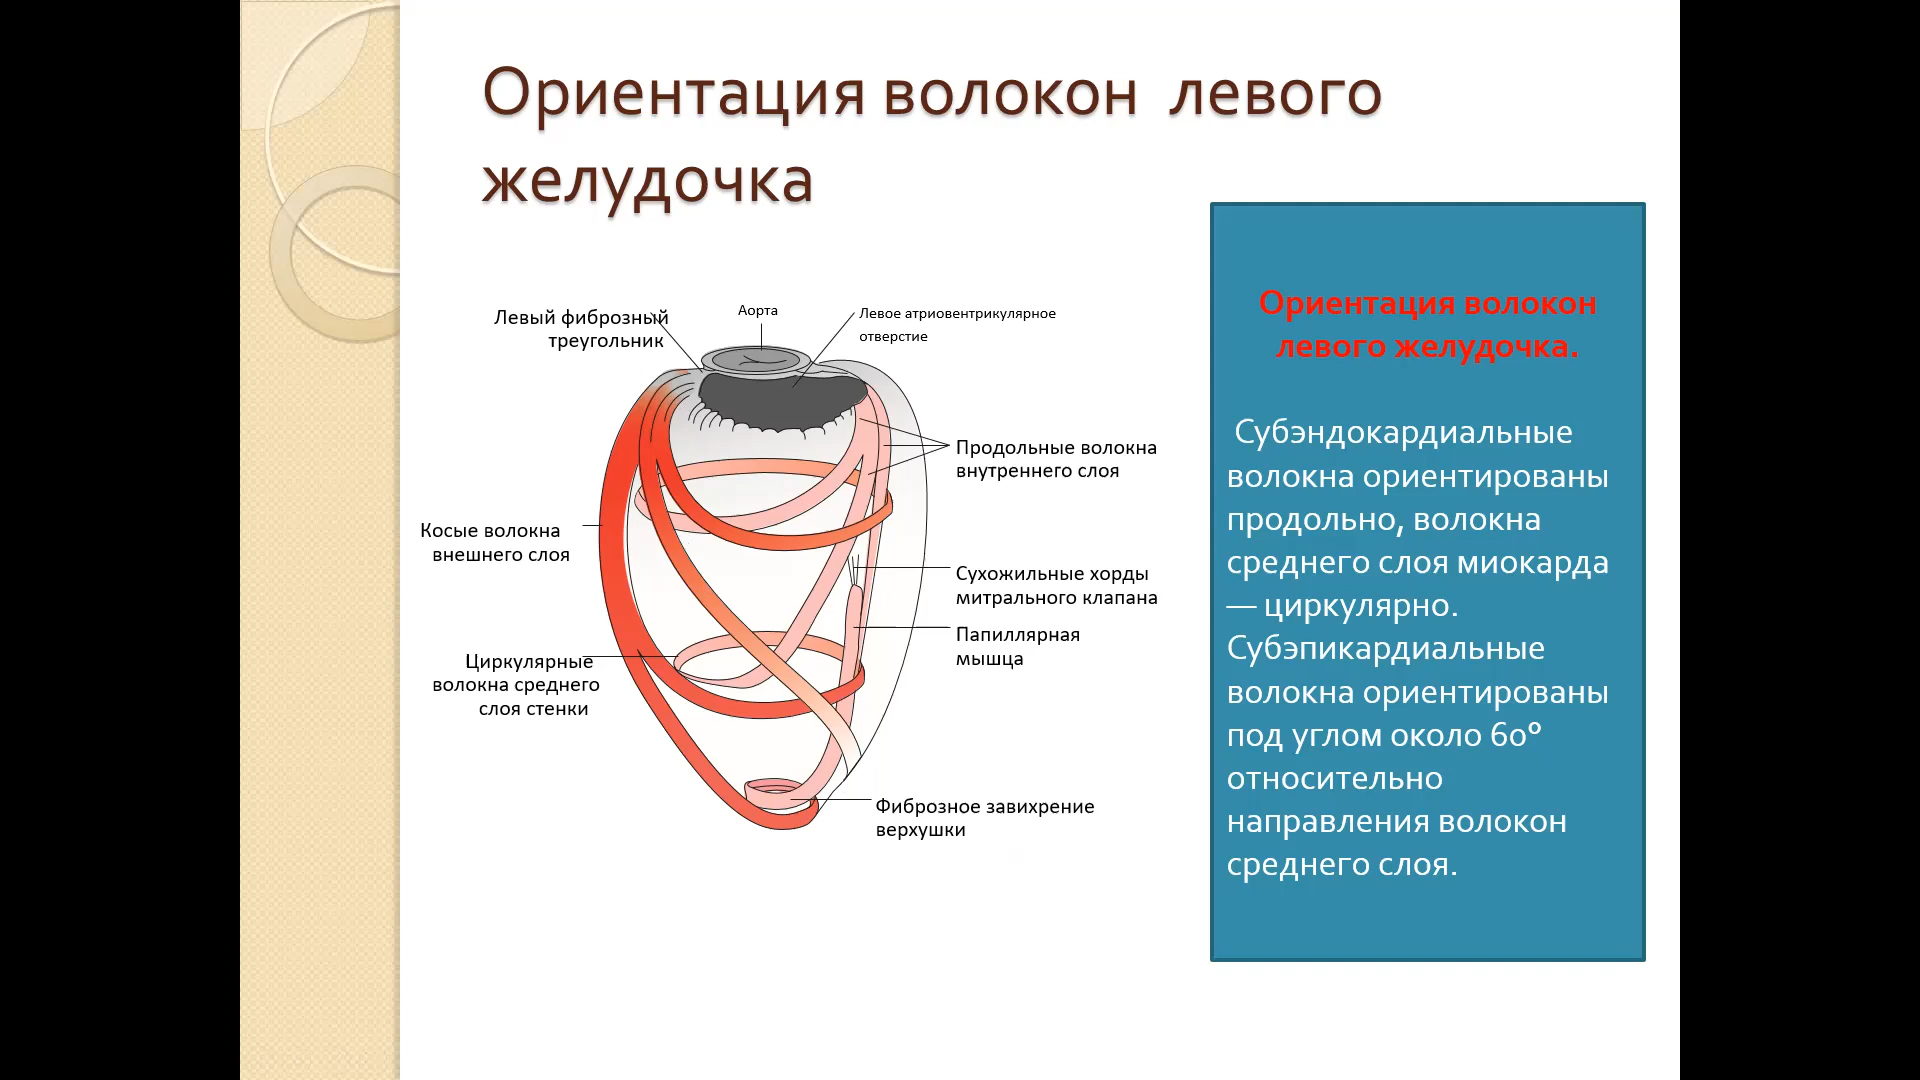 Ориентация волокон левого
желудочка
Левый фиброзный
треугольник
Аорта
Левое атриовентрикулярное
отверстие
Продольные волокна
внутреннего слоя
Косые волокна
внешнего слоя
Сухожильные хорды
митрального клапана
Папиллярная
мышца
Циркулярные
волокна среднего
слоя стенки
Фиброзное завихрение
верхушки
Ориентация волокон
левого желудочка.
Субэндокардиальные
волокна ориентированы
продольно, волокна
среднего слоя миокарда
— циркулярно.
Субэпикардиальные
волокна ориентированы
под углом около 60°
относительно
направления волокон
среднего слоя.